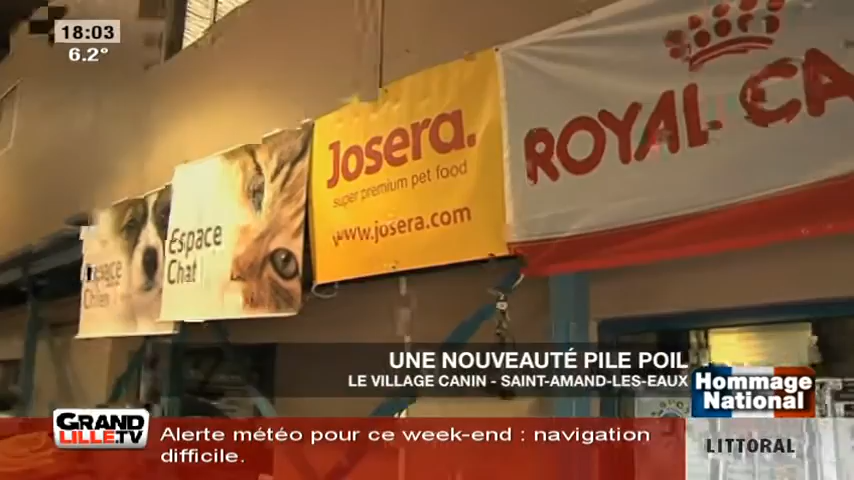 18:03
6.2°
ROYAL CA
Josera.
super premium pet food
www.josera.com
Espace
Chat
Espace
Chien
UNE NOUVEAUTÉ PILE POIL
LE VILLAGE CANIN - SAINT-AMAND-LES-EAUX
Hommage
National
GRAND
LILLE.TV
Alerte météo pour ce week-end : navigation
difficile.
LITTORAL